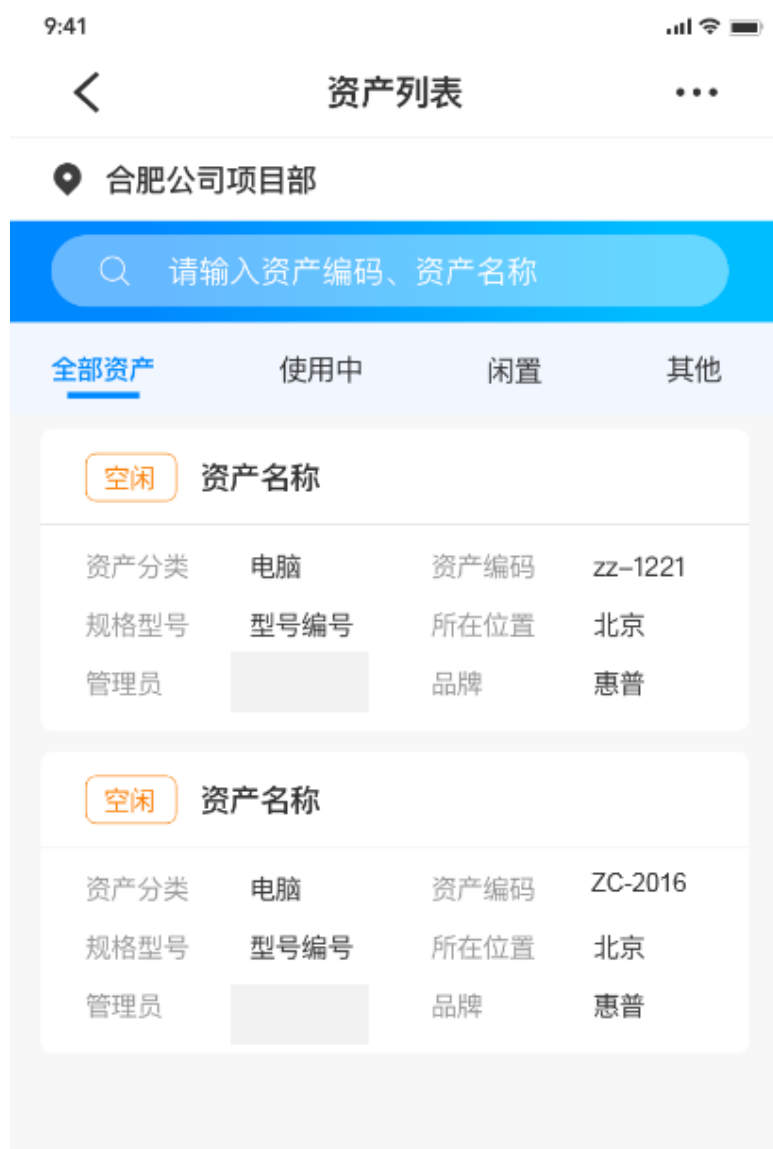 9:41
资产列表
合肥公司项目部
请输入资产编码、资产名称
全部资产 使用中 闲置 其他
空闲 资产名称
资产分类 电脑 资产编码 zz-1221
规格型号 型号编号 所在位置 北京
管理员 品牌 惠普
空闲 资产名称
资产分类 电脑 资产编码 ZC-2016
规格型号 型号编号 所在位置 北京
管理员 品牌 惠普